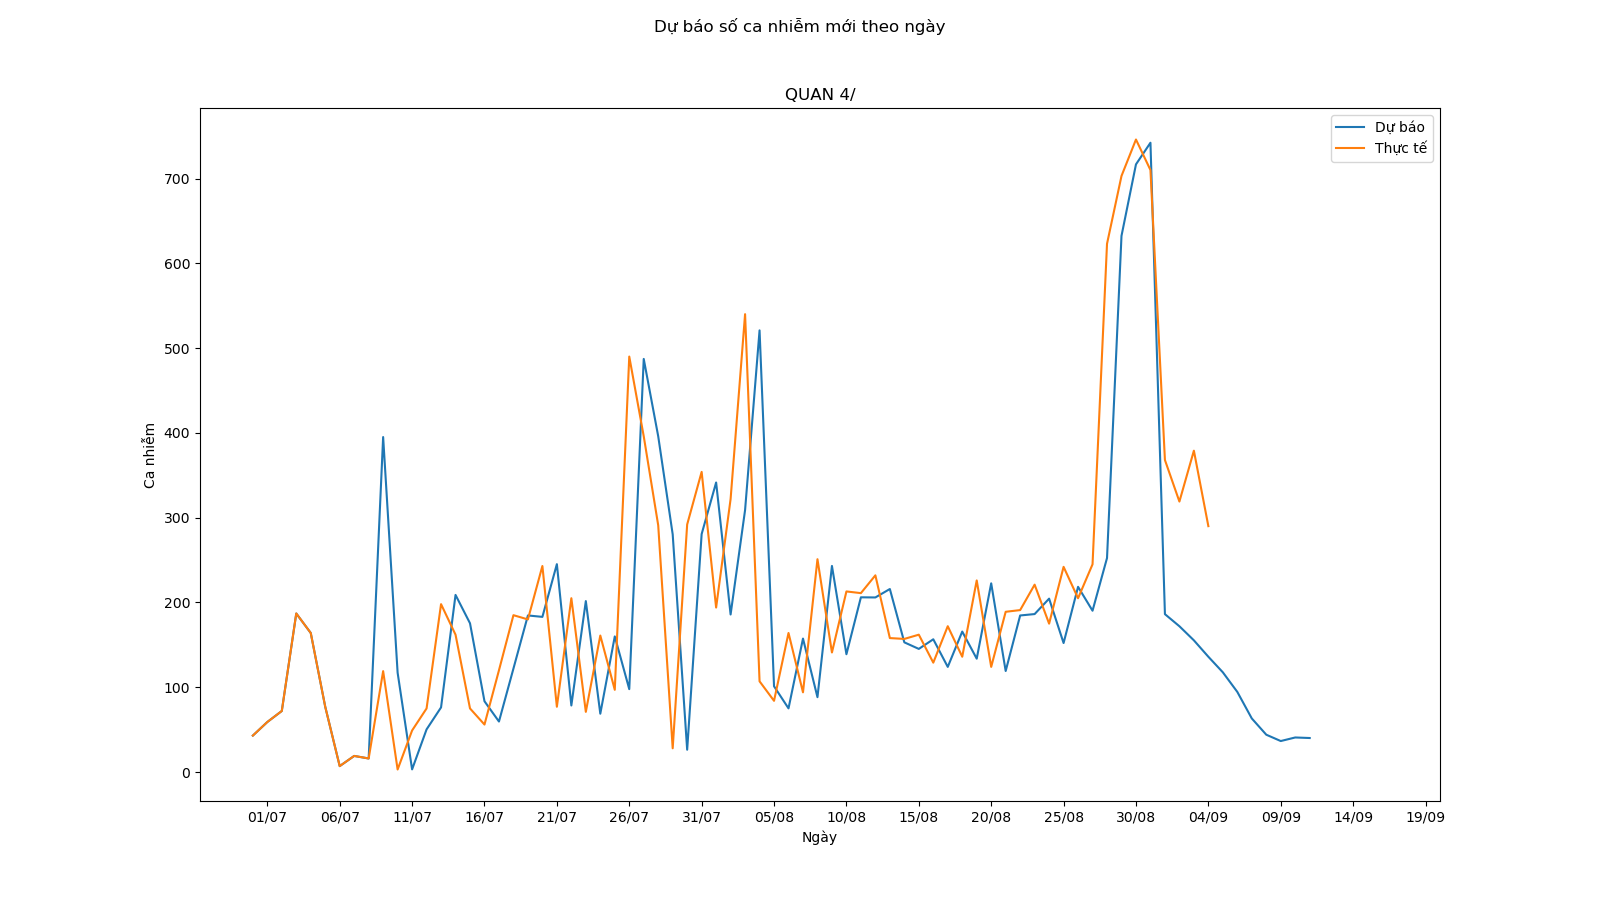 Dự báo số ca nhiễm mới theo ngày
QUAN 4/
Dự báo
Thực tế
700
600
500
400
300
200
100
0
Ca nhiễm
01/07 06/07 11/07 16/07 21/07 26/07 31/07 05/08 10/08 15/08 20/08 25/08 30/08 04/09 09/09 14/09 19/09
Ngày